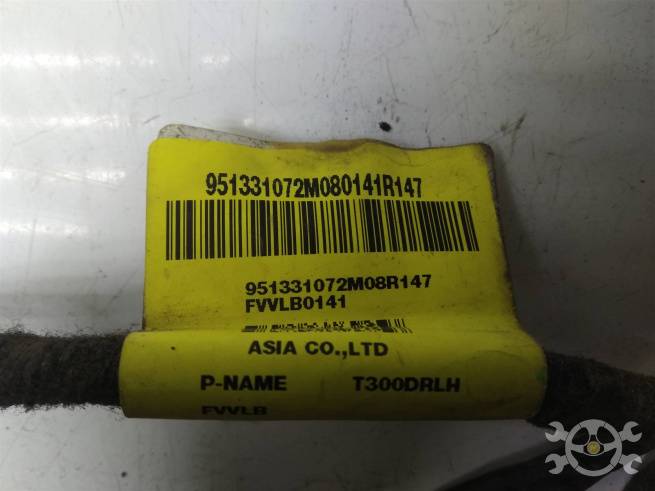 951331072M080141R147
951331072M08R147
FVVLB0141
ASIA CO.,LTD
P-NAME T300DRLH
FVVLB